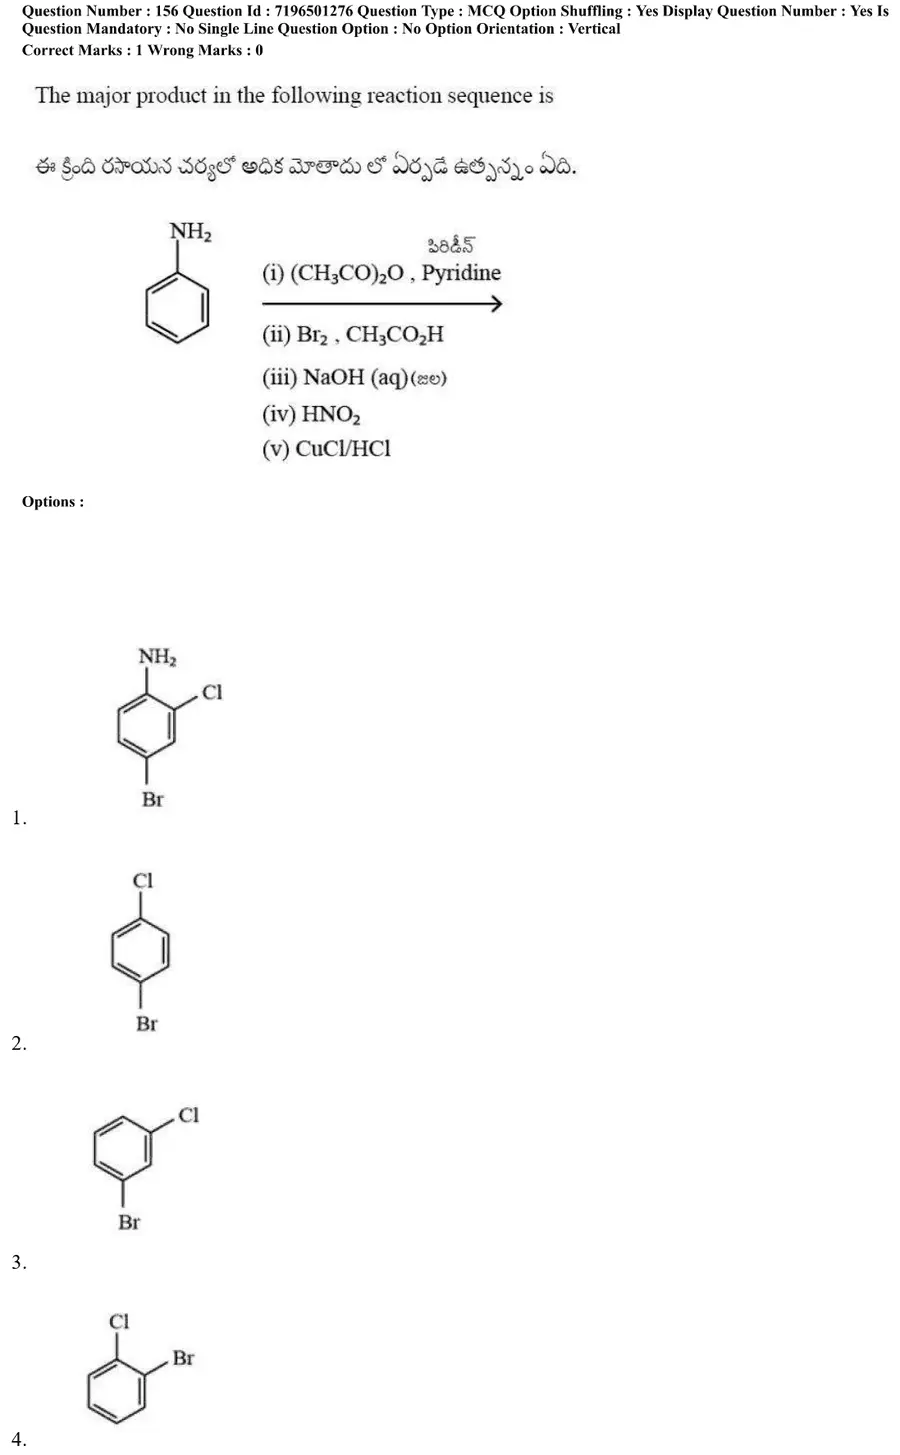 Question Number : 156 Question Id : 7196501276 Question Type : MCQ Option Shuffling : Yes Display Question Number : Yes Is
Question Mandatory : No Single Line Question Option : No Option Orientation : Vertical
Correct Marks : 1 Wrong Marks : 0
The major product in the following reaction sequence is
ఈ క్రింది రసాయన చర్యలో అధిక మోతాదు లో ఏర్పడే ఉత్పన్నం ఏది.
NH₂
పిరిడీన్
(i) (CH₃CO)₂O , Pyridine
(ii) Br₂ , CH₃CO₂H
(iii) NaOH (aq)(జల)
(iv) HNO₂
(v) CuCl/HCl
Options :
NH₂
Cl
Br
1.
Cl
Br
2.
Cl
Br
3.
Cl
Br
4.